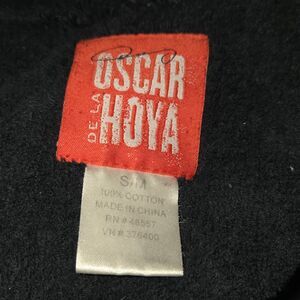 OSCAR
DE LA
HOYA
S/M
100% COTTON
MADE IN CHINA
RN # 48557
VN # 376400